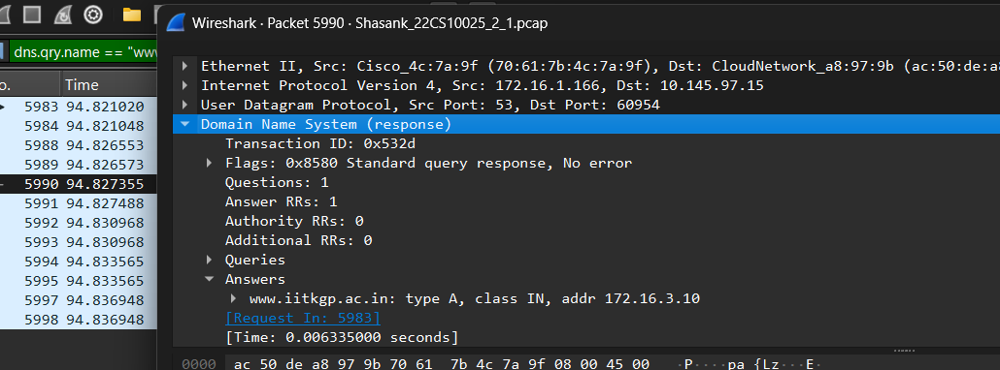 Wireshark · Packet 5990 · Shasank_22CS10025_2_1.pcap
dns.qry.name == "www
o.
Time
5983 94.821020
5984 94.821048
5988 94.826553
5989 94.826573
5990 94.827355
5991 94.827488
5992 94.830968
5993 94.830968
5994 94.833565
5995 94.833565
5997 94.836948
5998 94.836948
Ethernet II, Src: Cisco_4c:7a:9f (70:61:7b:4c:7a:9f), Dst: CloudNetwork_a8:97:9b (ac:50:de:a8
Internet Protocol Version 4, Src: 172.16.1.166, Dst: 10.145.97.15
User Datagram Protocol, Src Port: 53, Dst Port: 60954
Domain Name System (response)
Transaction ID: 0x532d
Flags: 0x8580 Standard query response, No error
Questions: 1
Answer RRs: 1
Authority RRs: 0
Additional RRs: 0
Queries
Answers
www.iitkgp.ac.in: type A, class IN, addr 172.16.3.10
[Request In: 5983]
[Time: 0.006335000 seconds]
0000 ac 50 de a8 97 9b 70 61 7b 4c 7a 9f 08 00 45 00 ·P····pa {Lz···E·